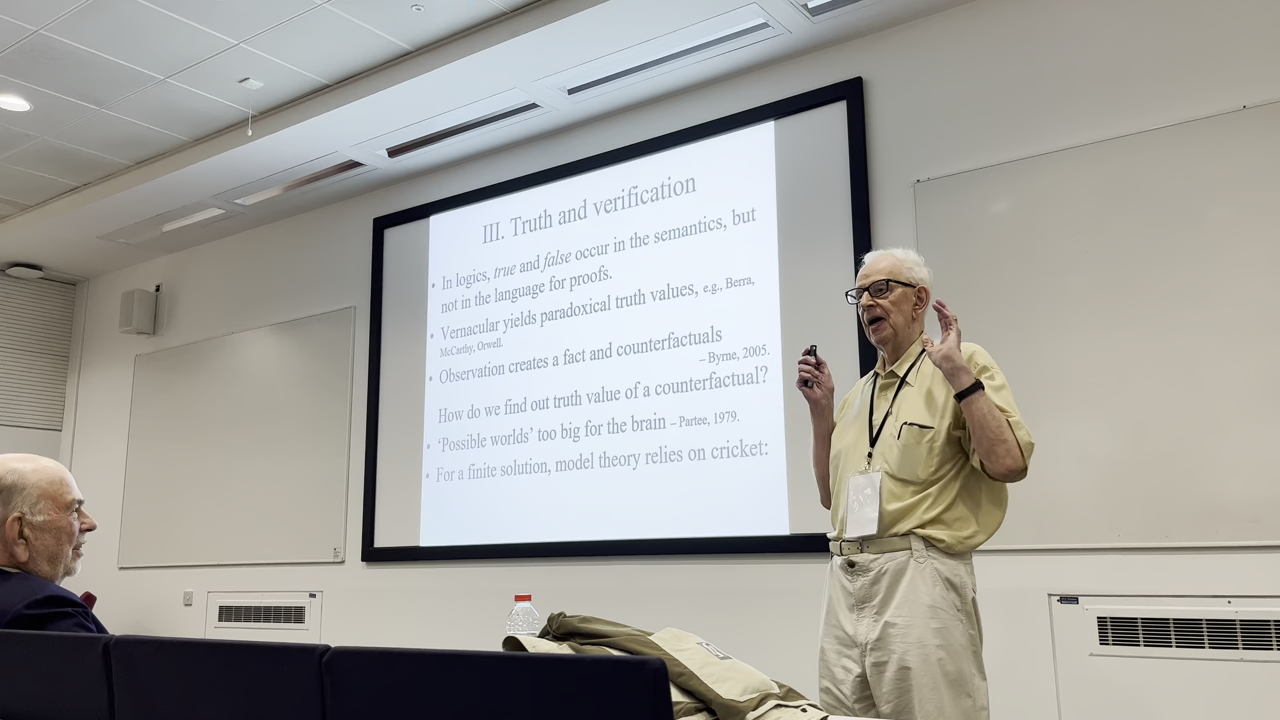 III. Truth and verification
• In logics, true and false occur in the semantics, but
not in the language for proofs.
• Vernacular yields paradoxical truth values, e.g., Berra,
McCarthy, Orwell.
• Observation creates a fact and counterfactuals
– Byrne, 2005.
How do we find out truth value of a counterfactual?
• ‘Possible worlds’ too big for the brain – Partee, 1979.
• For a finite solution, model theory relies on cricket: